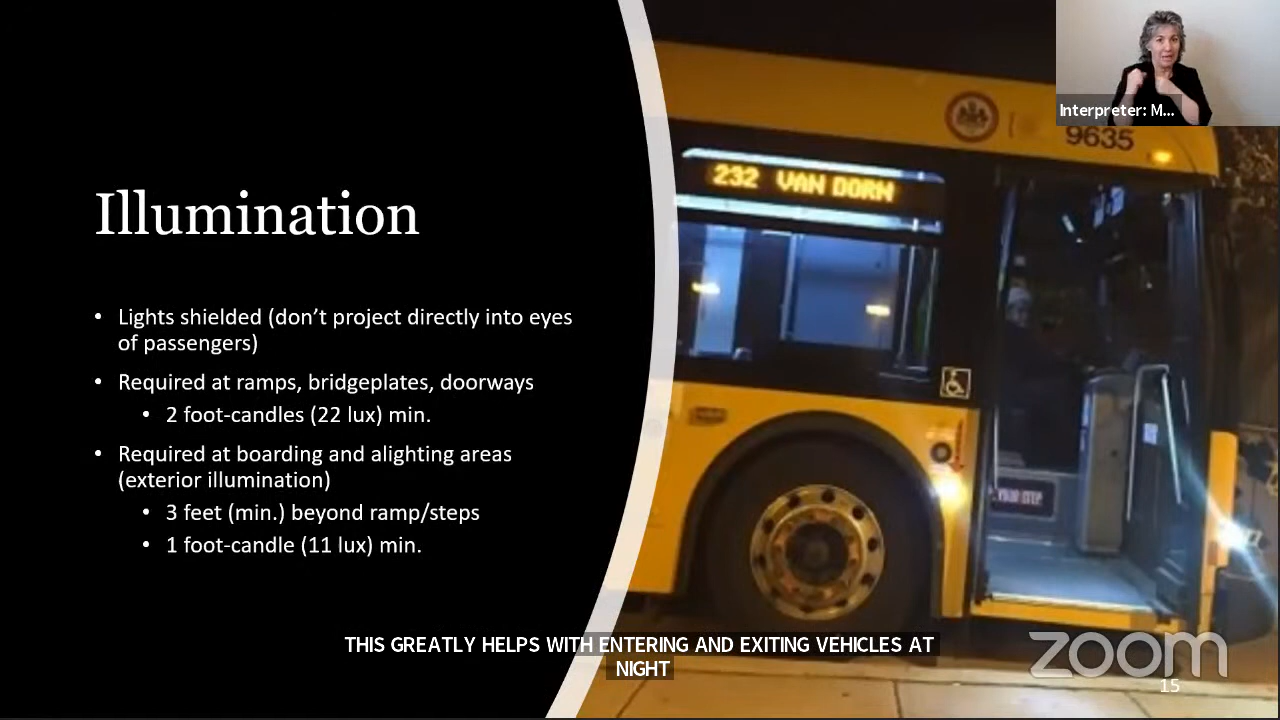 Interpreter: M...
9635
232 VAN DORN
Illumination
• Lights shielded (don’t project directly into eyes
of passengers)
• Required at ramps, bridgeplates, doorways
• 2 foot-candles (22 lux) min.
• Required at boarding and alighting areas
(exterior illumination)
• 3 feet (min.) beyond ramp/steps
• 1 foot-candle (11 lux) min.
YOUR STEP
THIS GREATLY HELPS WITH ENTERING AND EXITING VEHICLES AT
NIGHT
zoom
15